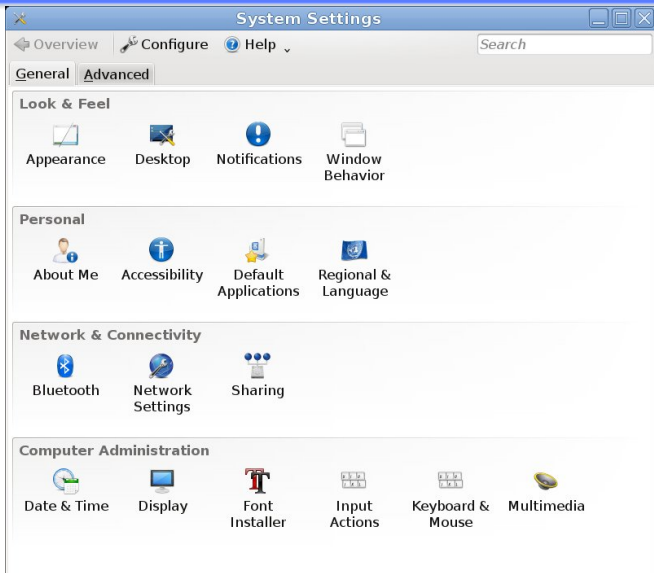 System Settings
Overview Configure Help Search
General Advanced
Look & Feel
Appearance Desktop Notifications Window
Behavior
Personal
About Me Accessibility Default Regional &
Applications Language
Network & Connectivity
Bluetooth Network Sharing
Settings
Computer Administration
Date & Time Display Font Input Keyboard & Multimedia
Installer Actions Mouse